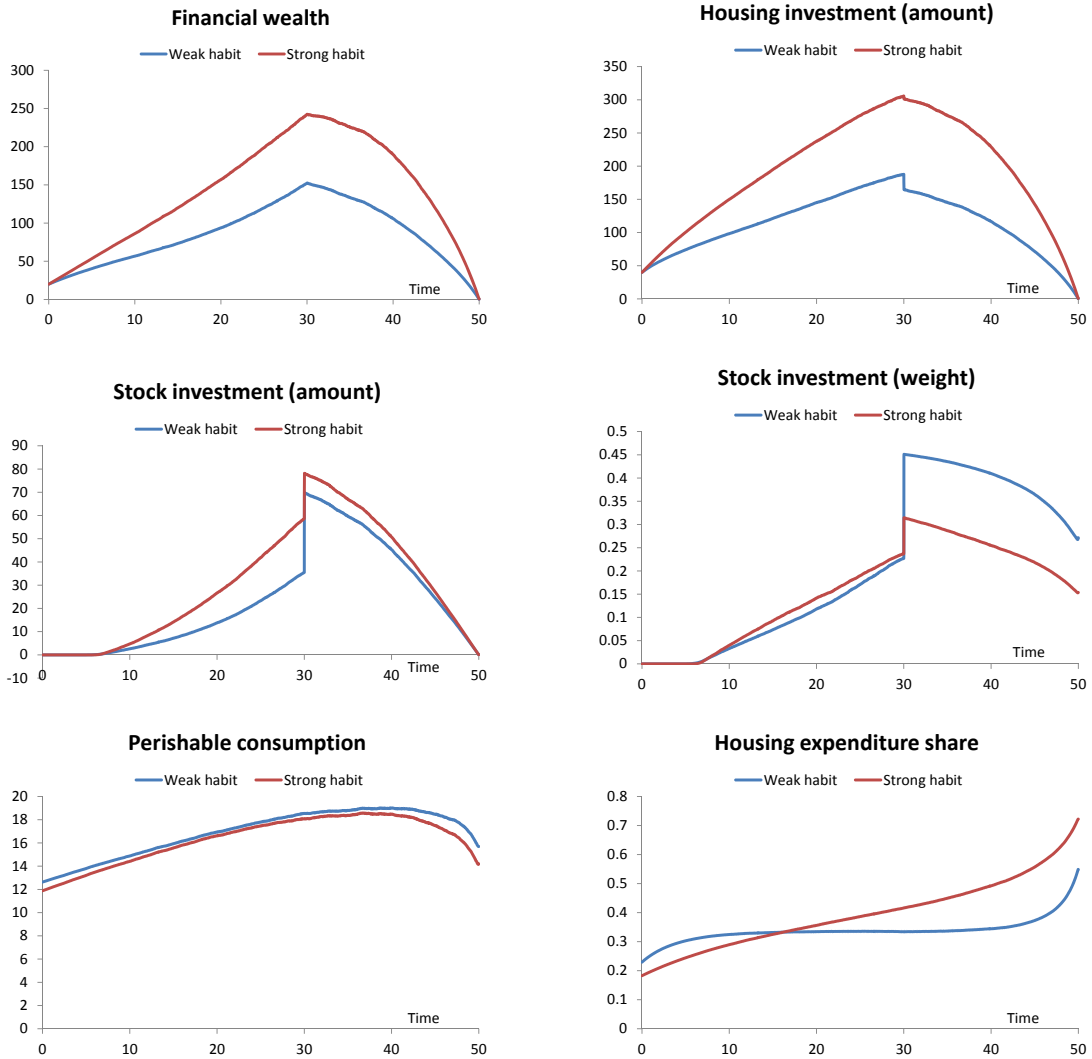 Financial wealth
Weak habit Strong habit
300
250
200
150
100
50
0
Time
0 10 20 30 40 50
Housing investment (amount)
Weak habit Strong habit
350
300
250
200
150
100
50
0
Time
0 10 20 30 40 50
Stock investment (amount)
Weak habit Strong habit
90
80
70
60
50
40
30
20
10
0
-10
Time
0 10 20 30 40 50
Stock investment (weight)
Weak habit Strong habit
0.5
0.45
0.4
0.35
0.3
0.25
0.2
0.15
0.1
0.05
0
Time
0 10 20 30 40 50
Perishable consumption
Weak habit Strong habit
20
18
16
14
12
10
8
6
4
2
0
Time
0 10 20 30 40 50
Housing expenditure share
Weak habit Strong habit
0.8
0.7
0.6
0.5
0.4
0.3
0.2
0.1
0
Time
0 10 20 30 40 50